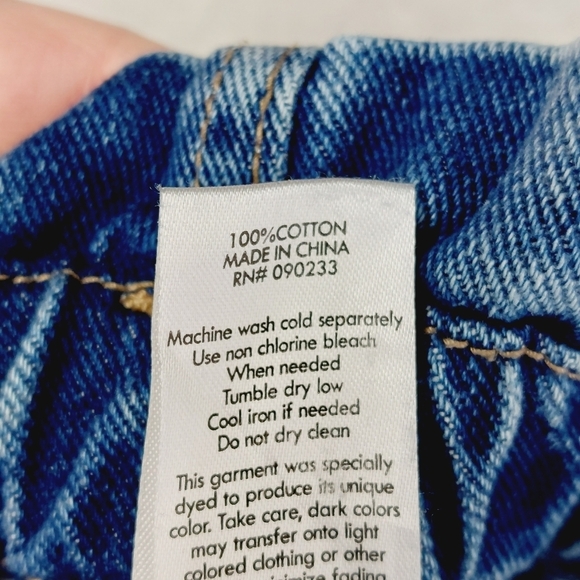 100%COTTON
MADE IN CHINA
RN# 090233
Machine wash cold separately
Use non chlorine bleach
When needed
Tumble dry low
Cool iron if needed
Do not dry clean
This garment was specially
dyed to produce its unique
color. Take care, dark colors
may transfer onto light
colored clothing or other
minimize fading